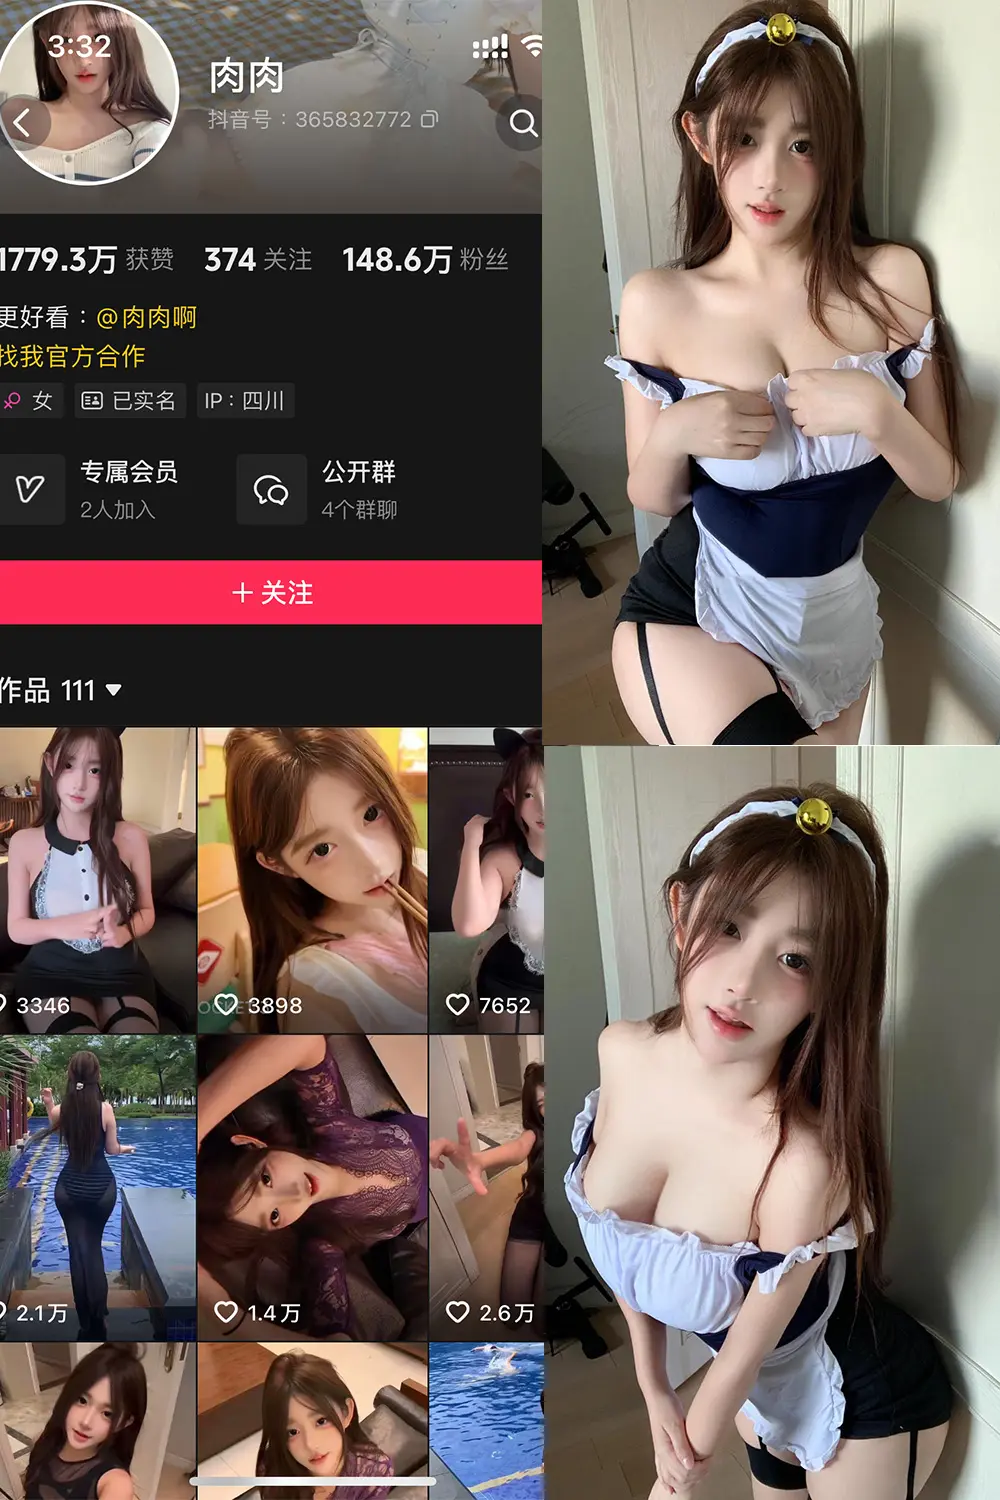 3:32
肉肉
抖音号：365832772
1779.3万 获赞 374 关注 148.6万 粉丝
更好看：@肉肉啊
找我官方合作
女 已实名 IP：四川
专属会员 公开群
2人加入 4个群聊
+ 关注
作品 111
3346 3898 7652
2.1万 1.4万 2.6万